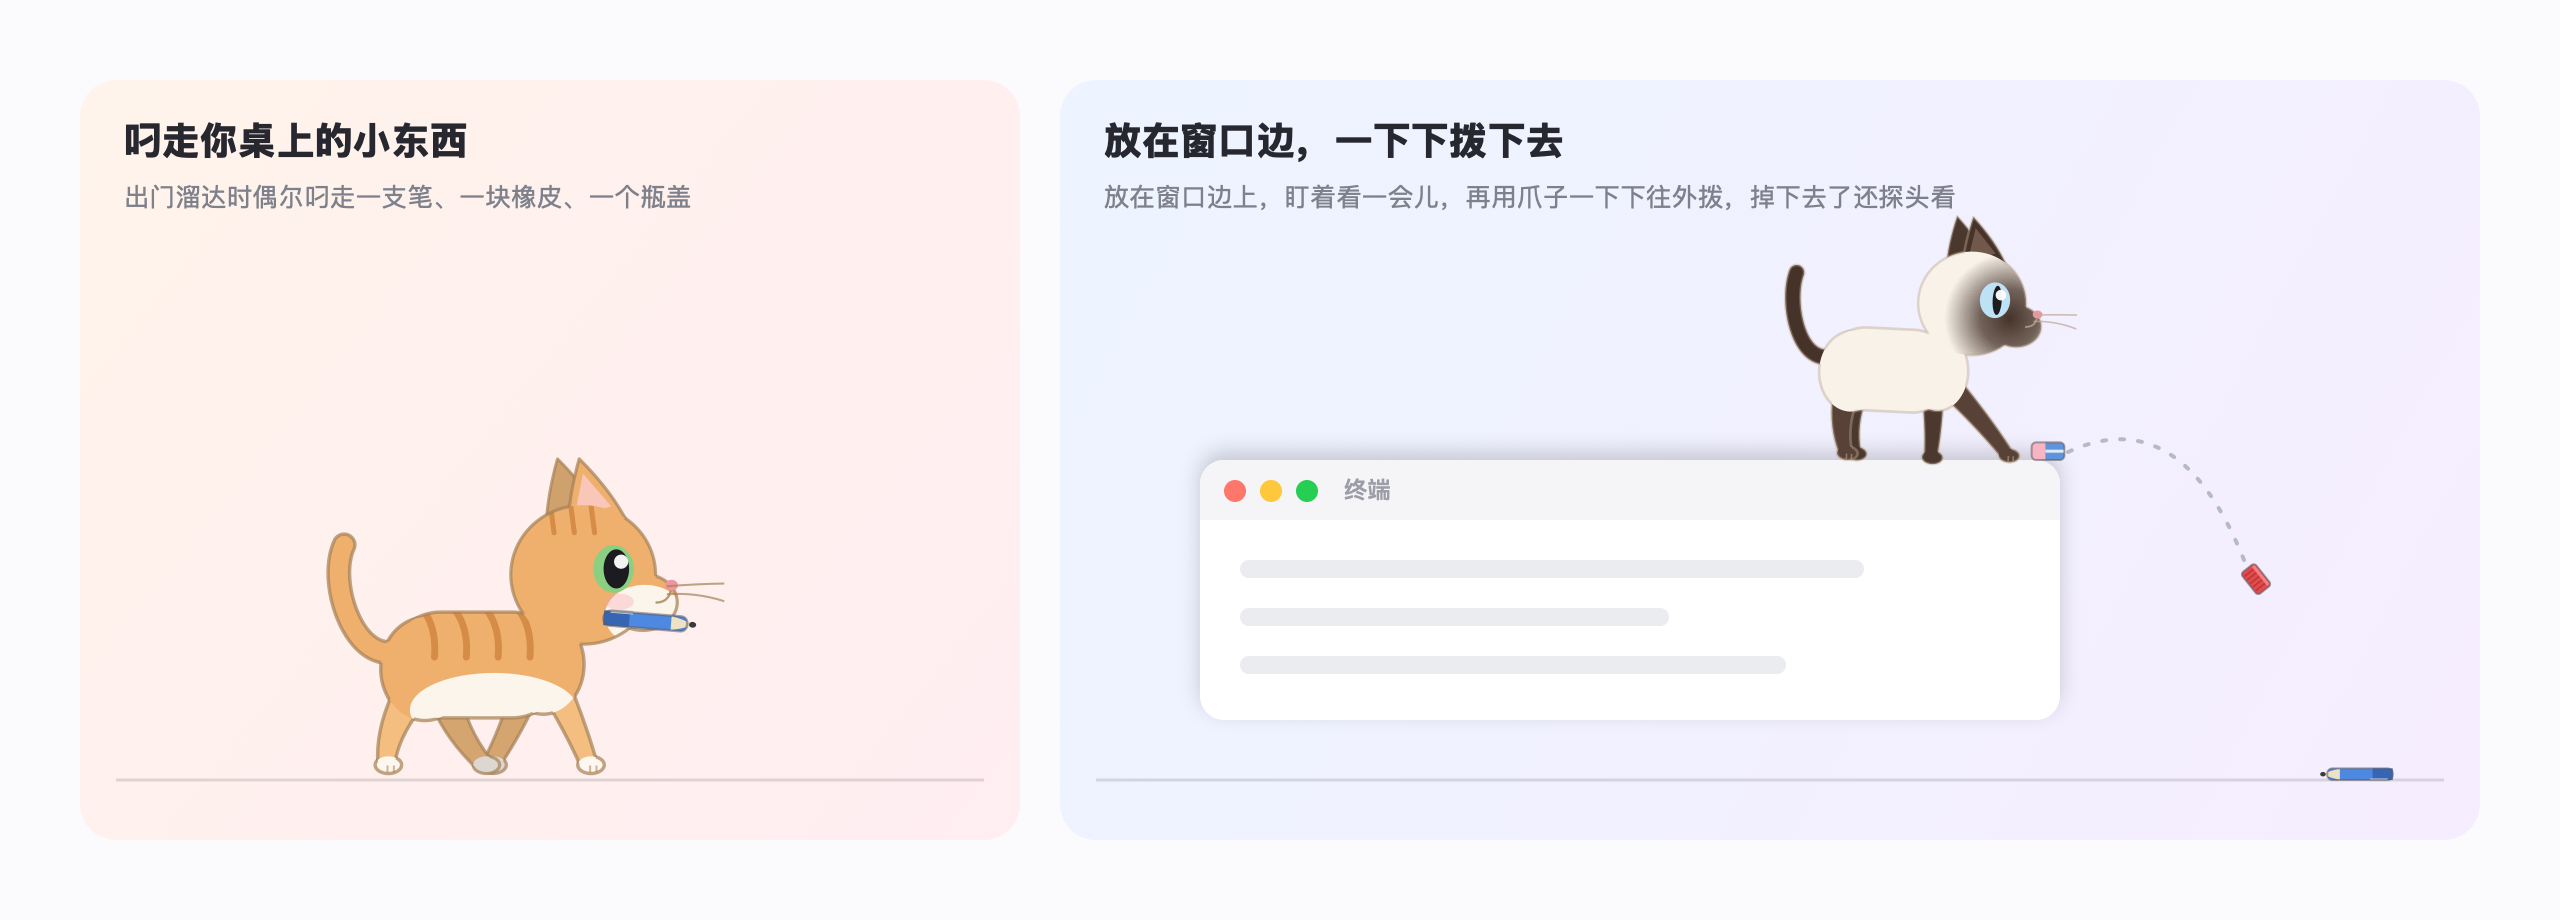 叼走你桌上的小东西
出门溜达时偶尔叼走一支笔、一块橡皮、一个瓶盖
放在窗口边，一下下拨下去
放在窗口边上，盯着看一会儿，再用爪子一下下往外拨，掉下去了还探头看
终端